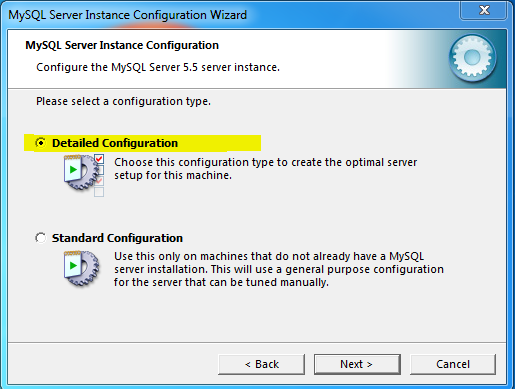 MySQL Server Instance Configuration Wizard
MySQL Server Instance Configuration
Configure the MySQL Server 5.5 server instance.
Please select a configuration type.
Detailed Configuration
Choose this configuration type to create the optimal server
setup for this machine.
Standard Configuration
Use this only on machines that do not already have a MySQL
server installation. This will use a general purpose configuration
for the server that can be tuned manually.
< Back
Next >
Cancel